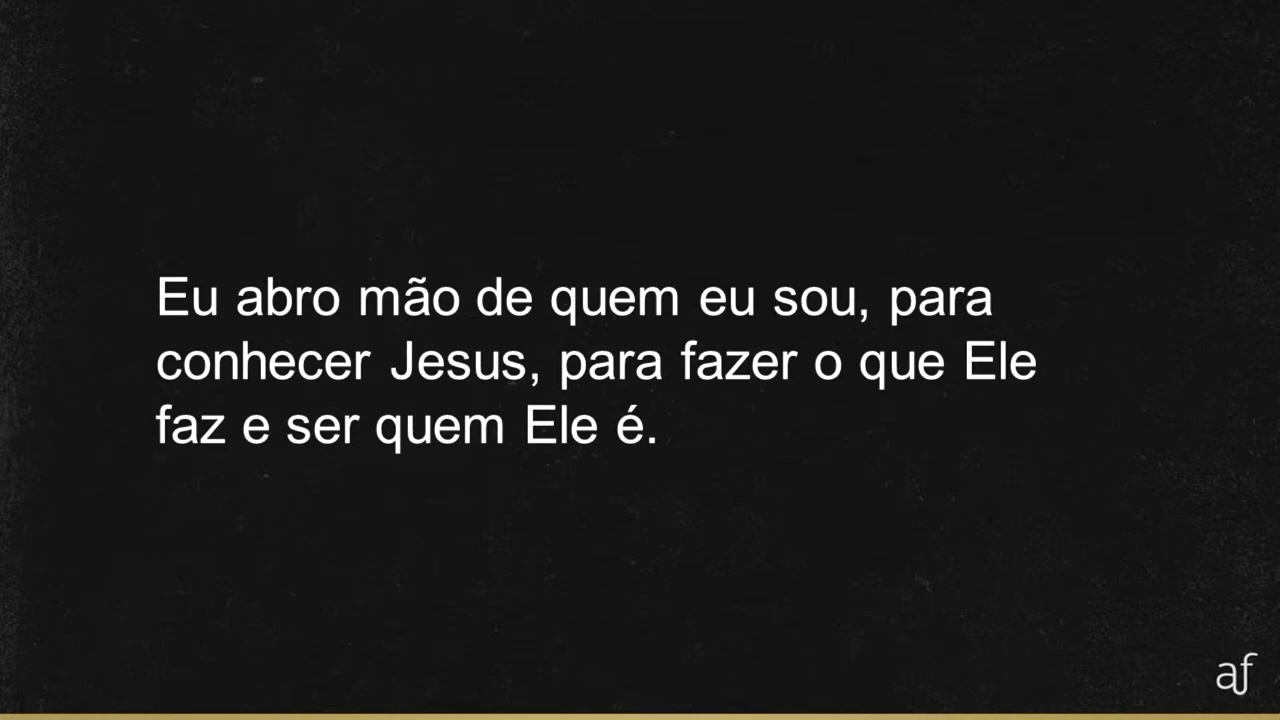 Eu abro mão de quem eu sou, para
conhecer Jesus, para fazer o que Ele
faz e ser quem Ele é.
af